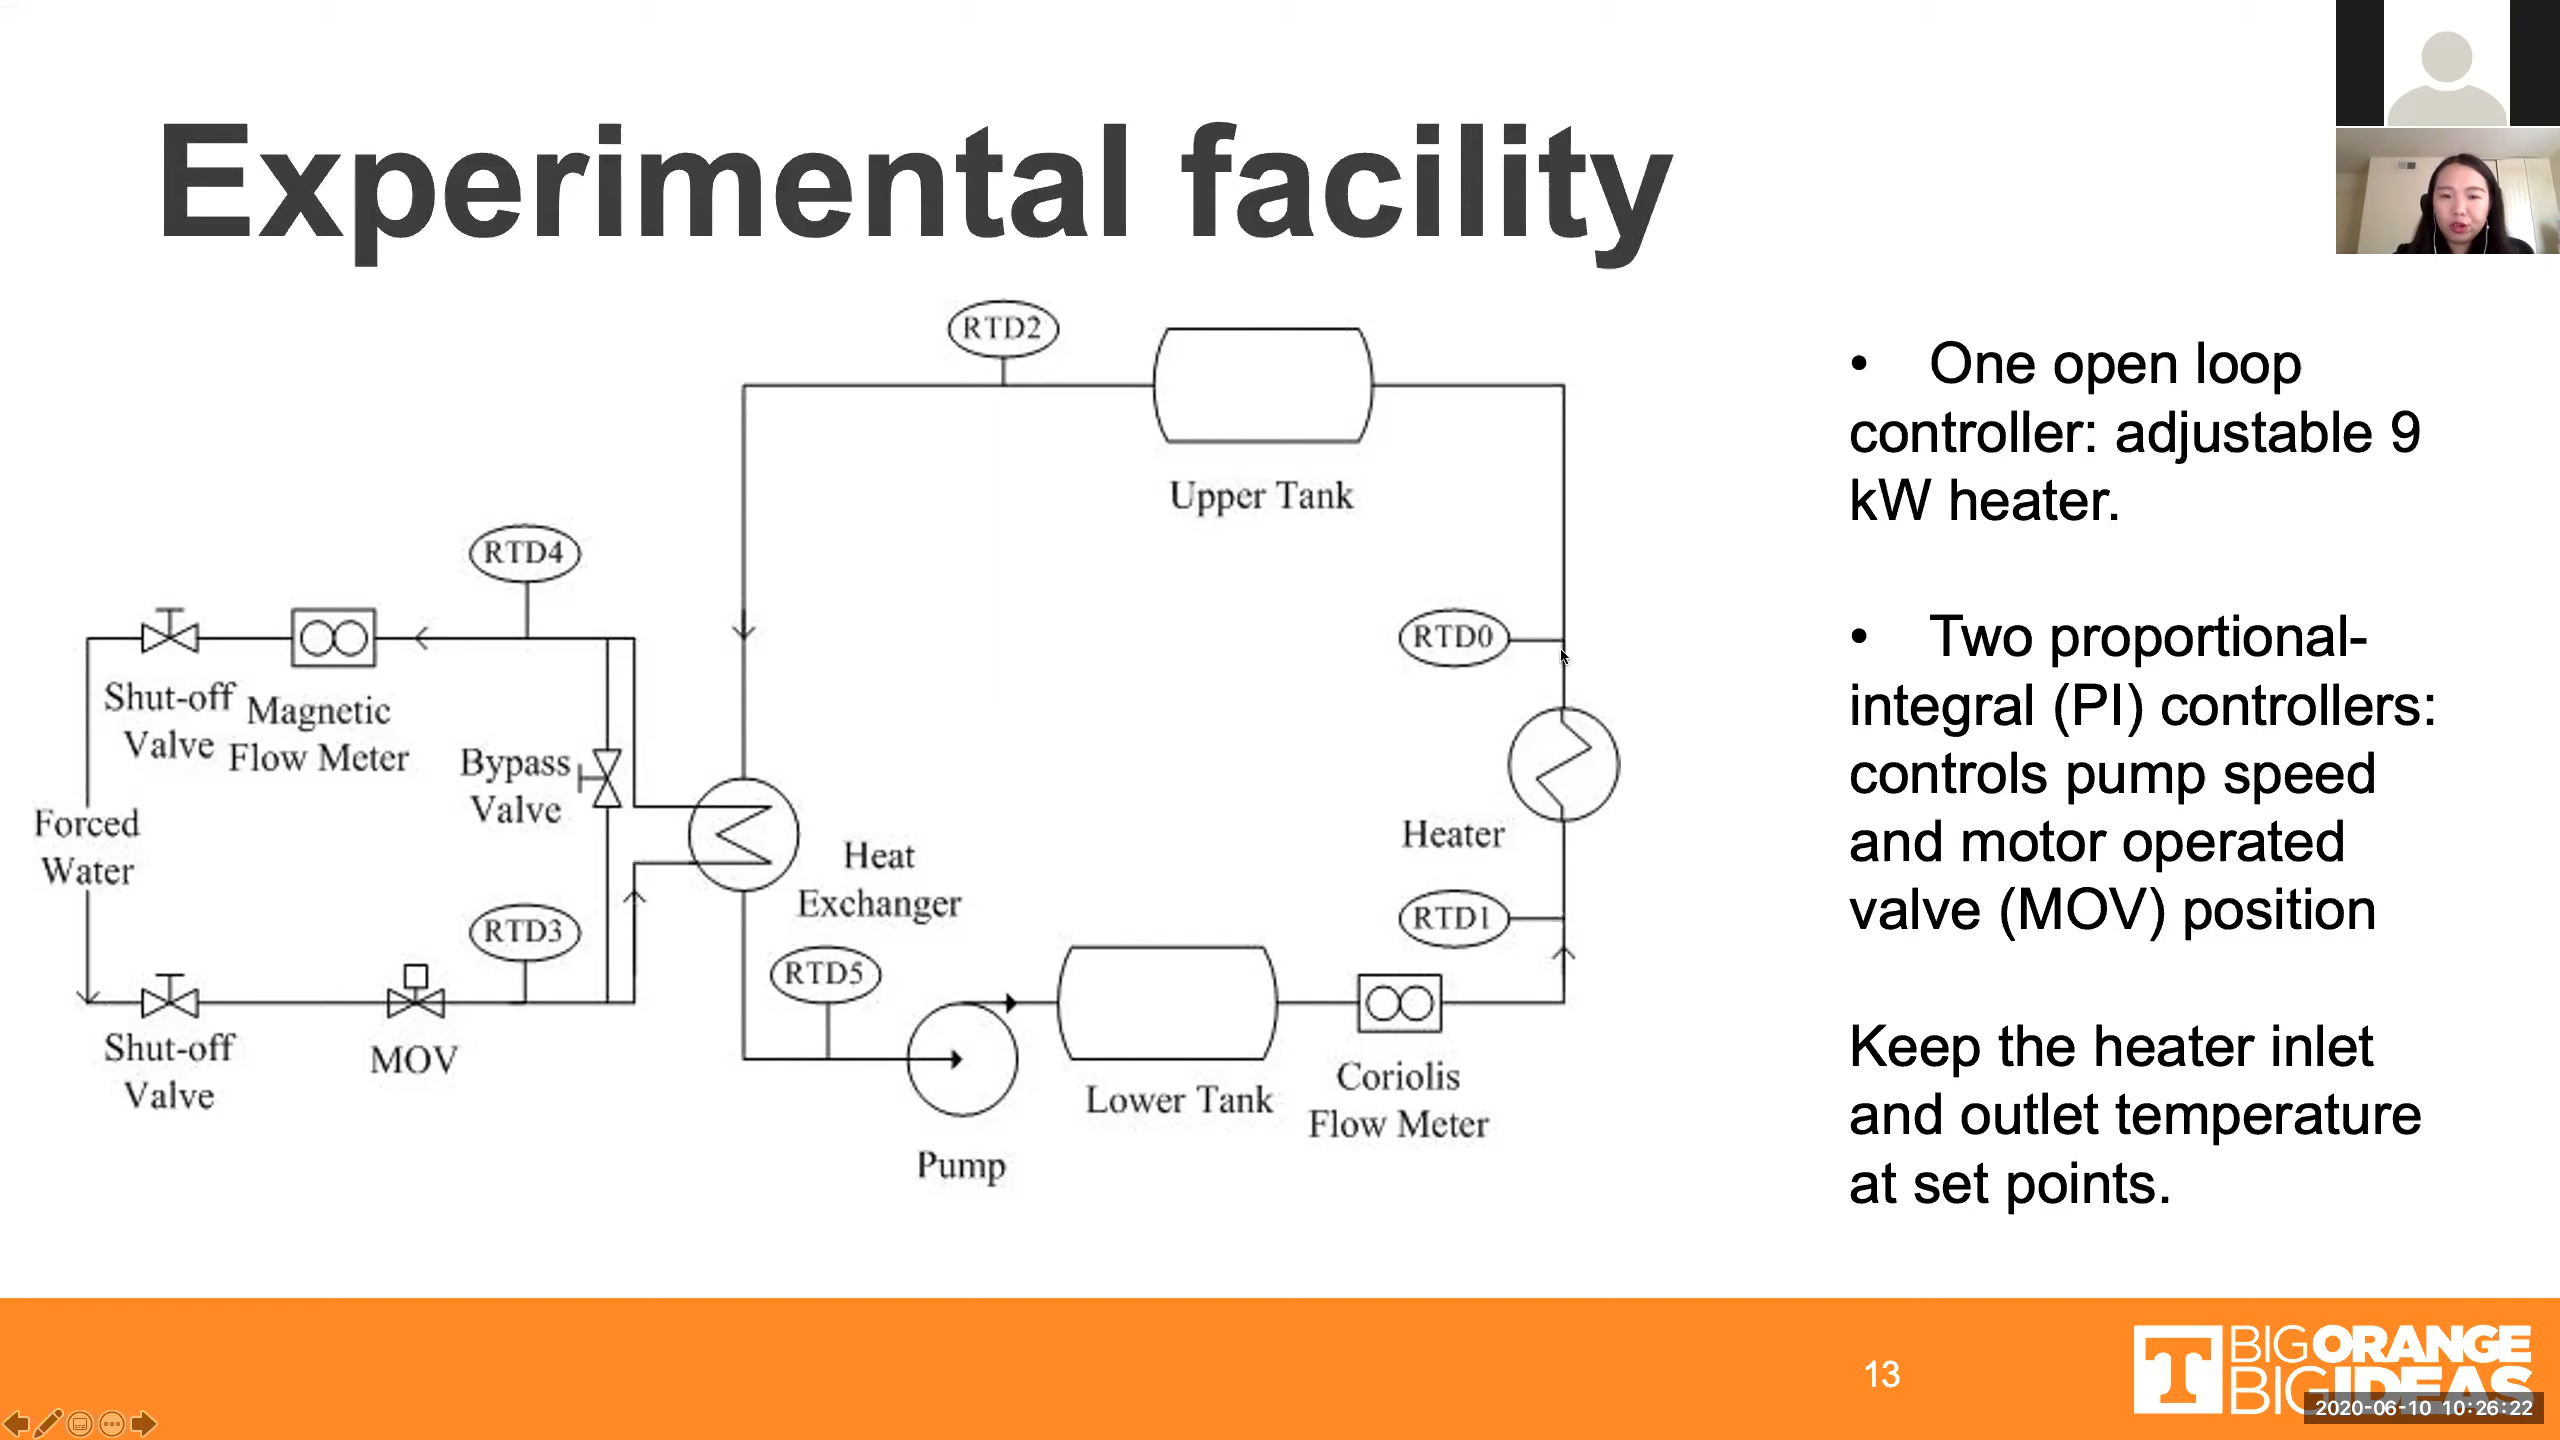 Experimental facility
RTD2
Upper Tank
RTD4
RTD0
Shut-off
Valve
Magnetic
Flow Meter
Bypass
Valve
Forced
Water
Heat
Exchanger
Heater
RTD3
RTD5
RTD1
Shut-off
Valve
MOV
Pump
Lower Tank
Coriolis
Flow Meter
• One open loop
controller: adjustable 9
kW heater.
• Two proportional-
integral (PI) controllers:
controls pump speed
and motor operated
valve (MOV) position
Keep the heater inlet
and outlet temperature
at set points.
13
T
BIG ORANGE
BIG IDEAS
2020-06-10 10:26:22